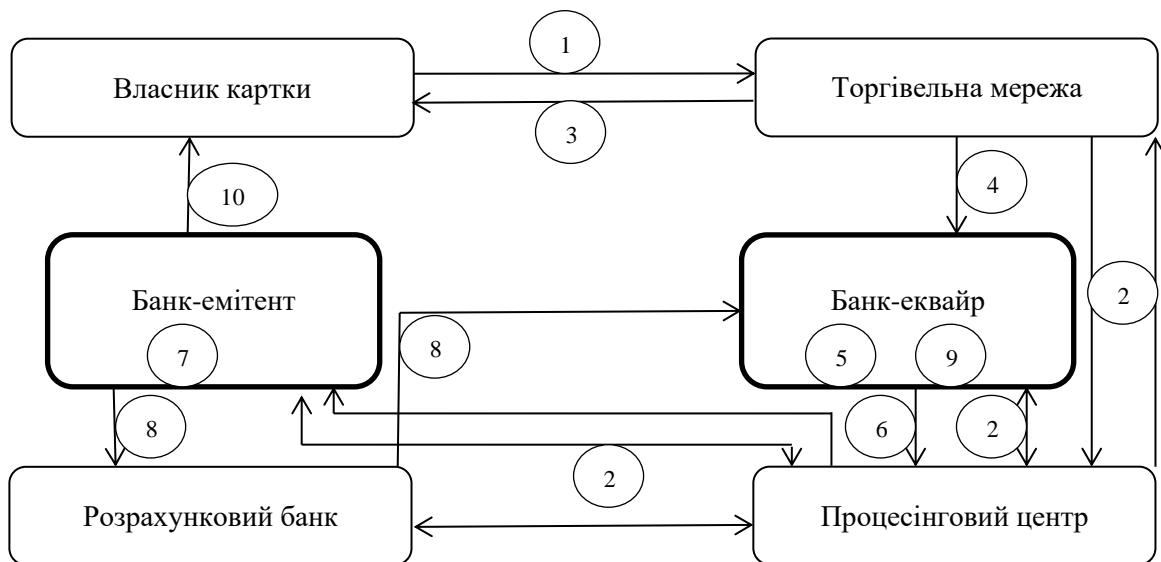 1
Власник картки
Торгівельна мережа
3
10
4
Банк-емітент
Банк-еквайр
2
7
8
5
9
8
6
2
2
Розрахунковий банк
Процесінговий центр